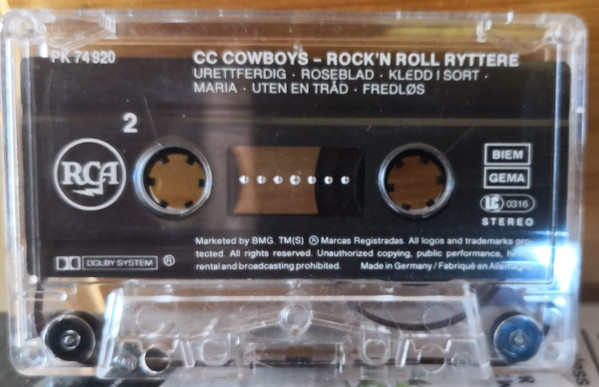 PK 74 920
CC COWBOYS – ROCK'N ROLL RYTTERE
URETTFERDIG · ROSEBLAD · KLEDD I SORT ·
MARIA · UTEN EN TRÅD · FREDLØS
2
RCA
BIEM
GEMA
LC 0316
STEREO
Marketed by BMG. TM(S) ® Marcas Registradas. All logos and trademarks pro-
tected. All rights reserved. Unauthorized copying, public performance,
rental and broadcasting prohibited. Made in Germany / Fabriqué en Allemagne
DOLBY SYSTEM ®